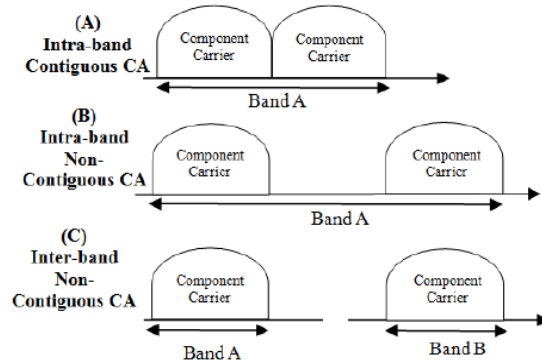 (A)
Intra-band
Contiguous CA
Component
Carrier
Component
Carrier
Band A
(B)
Intra-band
Non-
Contiguous CA
Component
Carrier
Component
Carrier
Band A
(C)
Inter-band
Non-
Contiguous CA
Component
Carrier
Component
Carrier
Band A
Band B